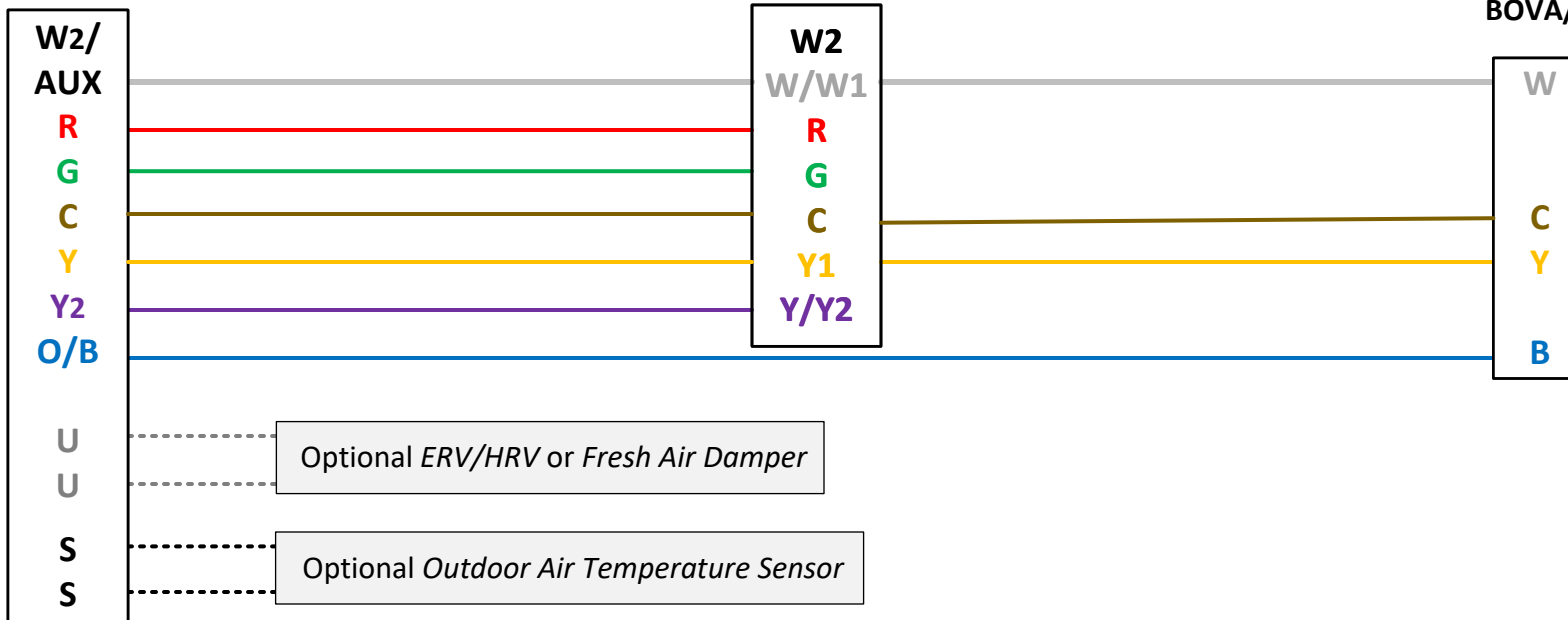 BOVA/
W2/
AUX
R
G
C
Y
Y2
O/B
U
U
S
S
W2
W/W1
R
G
C
Y1
Y/Y2
W
C
Y
B
Optional ERV/HRV or Fresh Air Damper
Optional Outdoor Air Temperature Sensor